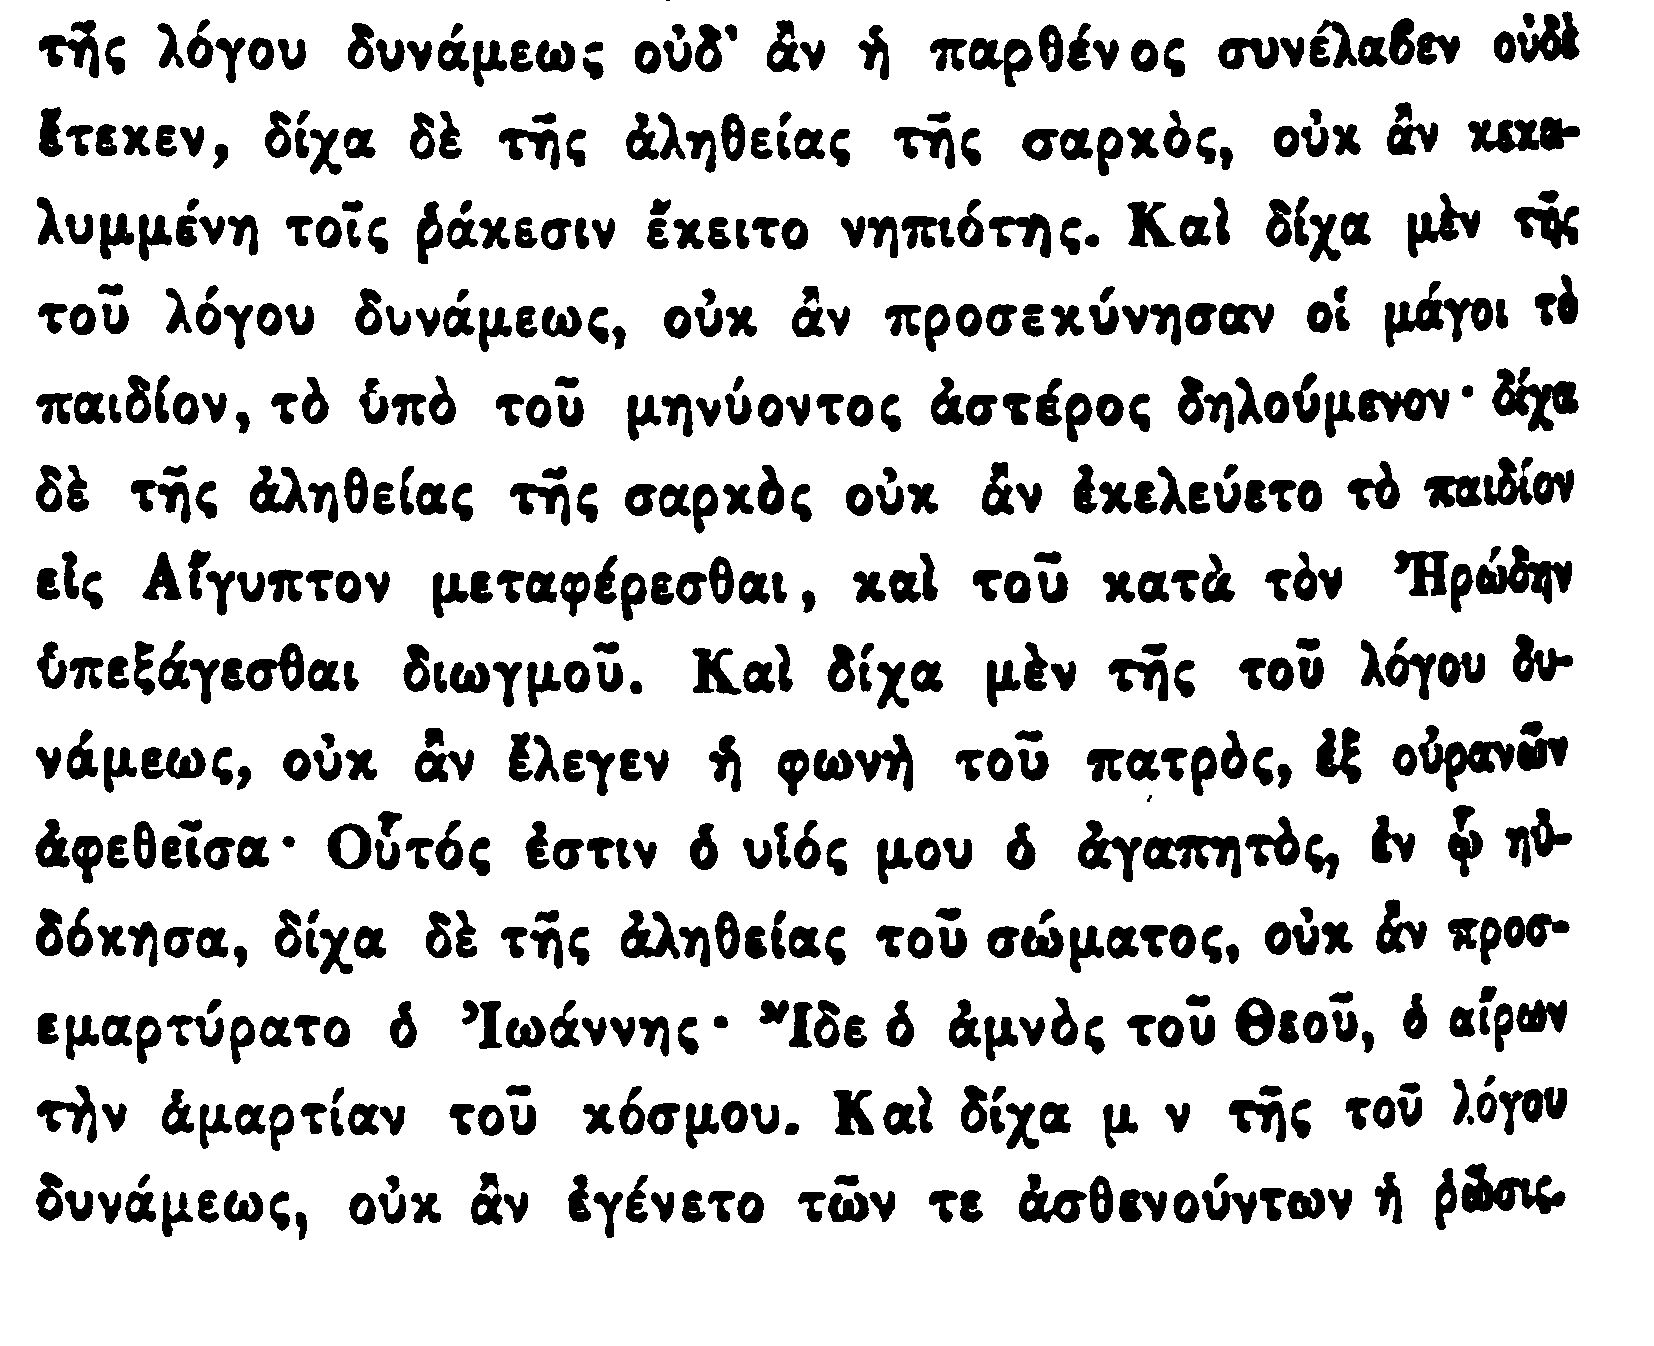 τῆς λόγου δυνάμεως οὐδ' ἂν ἡ παρθένος συνέλαβεν οὐδὲ
ἔτεκεν, δίχα δὲ τῆς ἀληθείας τῆς σαρκὸς, οὐκ ἂν κεκα-
λυμμένη τοῖς ῥάκεσιν ἔκειτο νηπιότης. Καὶ δίχα μὲν τῆς
τοῦ λόγου δυνάμεως, οὐκ ἂν προσεκύνησαν οἱ μάγοι τὸ
παιδίον, τὸ ὑπὸ τοῦ μηνύοντος ἀστέρος δηλούμενον· δίχα
δὲ τῆς ἀληθείας τῆς σαρκὸς οὐκ ἂν ἐκελεύετο τὸ παιδίον
εἰς Αἴγυπτον μεταφέρεσθαι, καὶ τοῦ κατὰ τὸν Ἡρώδην
ὑπεξάγεσθαι διωγμοῦ. Καὶ δίχα μὲν τῆς τοῦ λόγου δυ-
νάμεως, οὐκ ἂν ἔλεγεν ἡ φωνὴ τοῦ πατρὸς, ἐξ οὐρανῶν
ἀφεθεῖσα· Οὗτός ἐστιν ὁ υἱός μου ὁ ἀγαπητὸς, ἐν ᾧ ηὐ-
δόκησα, δίχα δὲ τῆς ἀληθείας τοῦ σώματος, οὐκ ἂν προσ-
εμαρτύρατο ὁ Ἰωάννης· Ἴδε ὁ ἀμνὸς τοῦ Θεοῦ, ὁ αἴρων
τὴν ἁμαρτίαν τοῦ κόσμου. Καὶ δίχα μ ν τῆς τοῦ λόγου
δυνάμεως, οὐκ ἂν ἐγένετο τῶν τε ἀσθενούντων ἡ ῥῶσις.